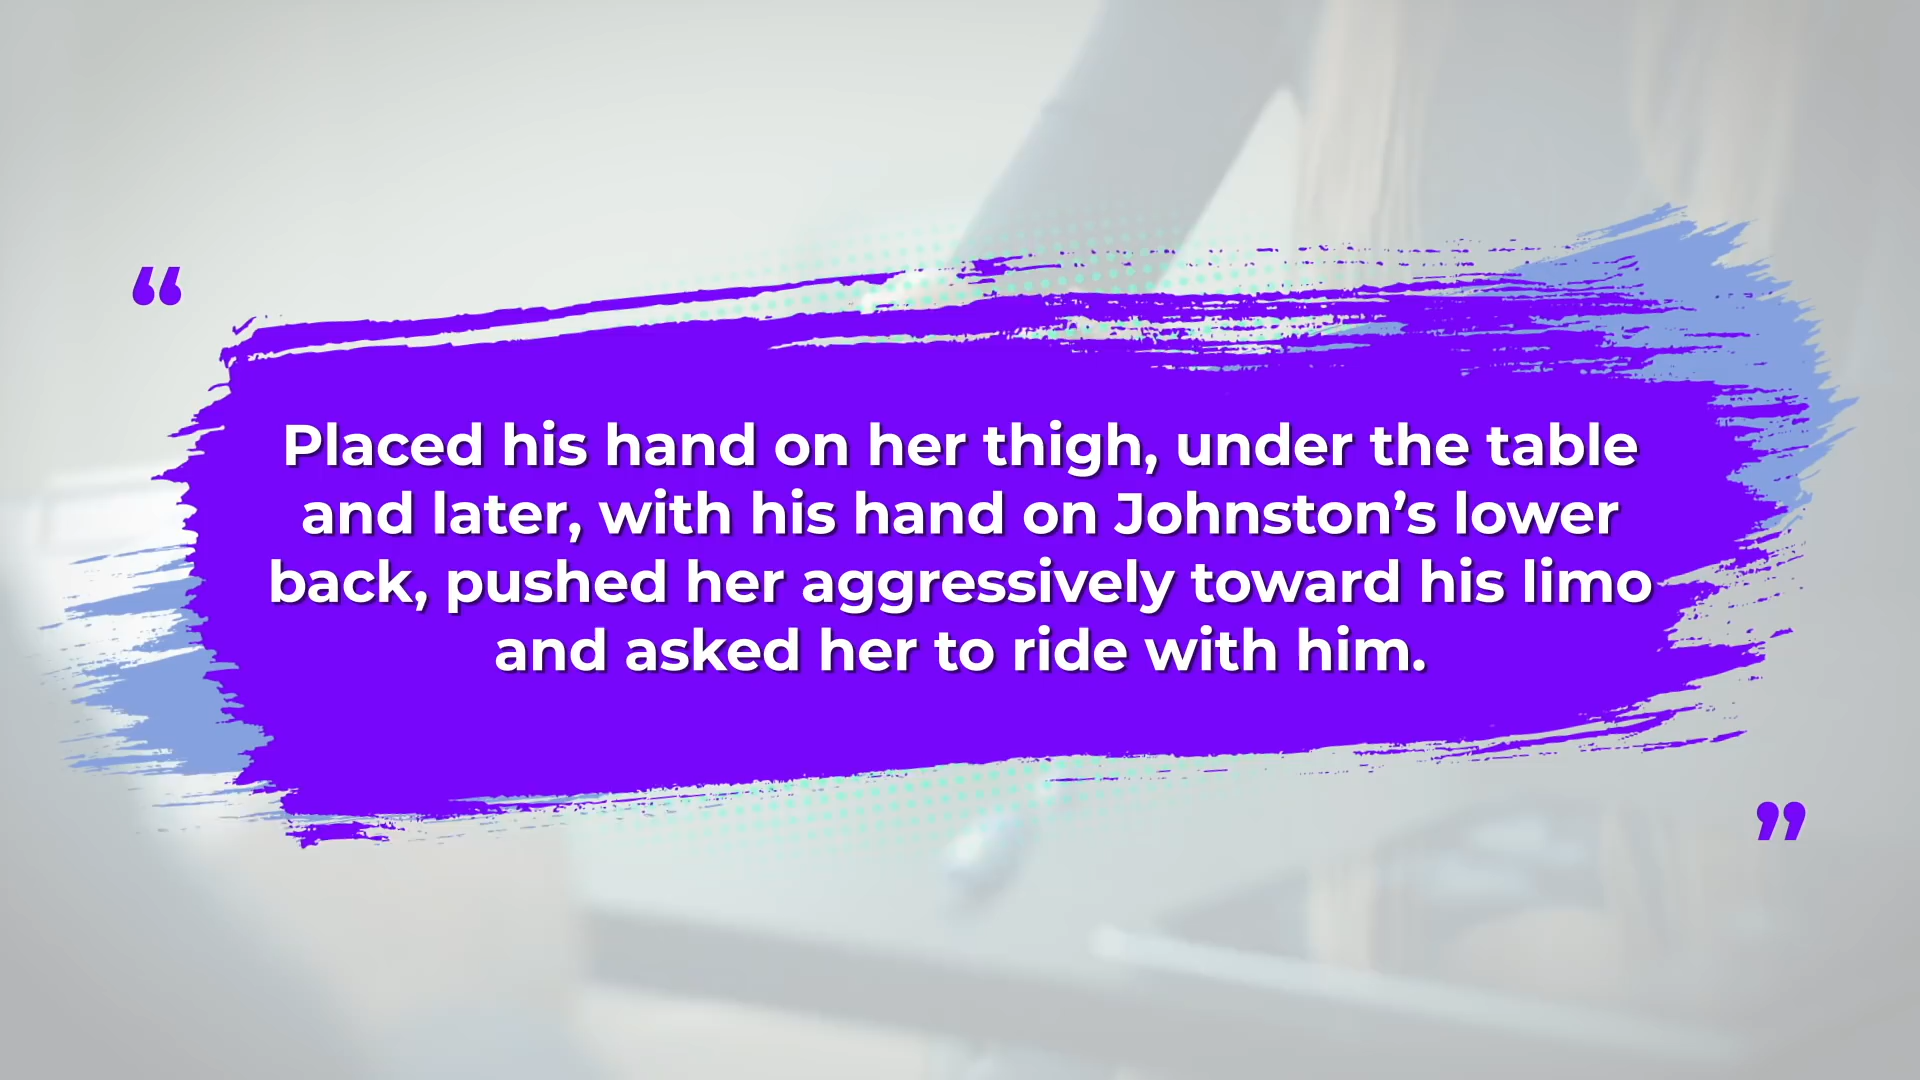 “
Placed his hand on her thigh, under the table
and later, with his hand on Johnston’s lower
back, pushed her aggressively toward his limo
and asked her to ride with him.
”